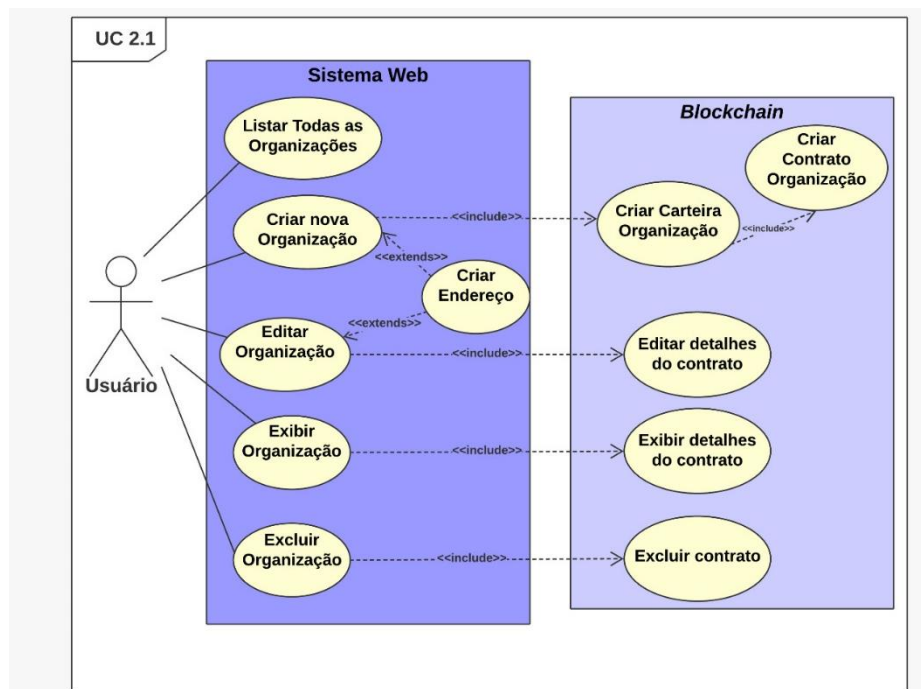 UC 2.1
Sistema Web
Listar Todas as
Organizações
Criar nova
Organização
<<extends>>
Criar
Endereço
<<extends>>
Editar
Organização
Exibir
Organização
Excluir
Organização
Usuário
<<include>>
<<include>>
<<include>>
<<include>>
Blockchain
Criar
Contrato
Organização
Criar Carteira
Organização
<<include>>
Editar detalhes
do contrato
Exibir detalhes
do contrato
Excluir contrato